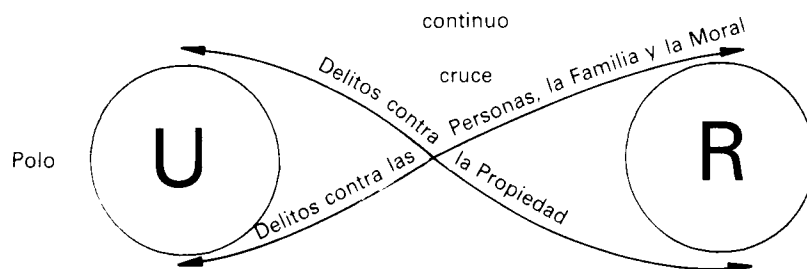 continuo
cruce
Delitos contra la Propiedad
Delitos contra las Personas, la Familia y la Moral
Polo
U
R